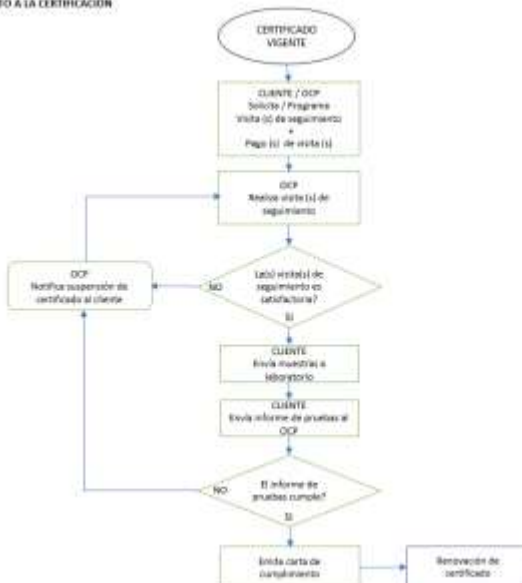 TO A LA CERTIFICACIÓN
CERTIFICADO
VIGENTE
CLIENTE / OCP
Solicita / Programa
Visita (s) de seguimiento
+
Pago (s) de visita (s)
OCP
Realiza visita (s) de
seguimiento
La(s) visita(s) de
seguimiento es
satisfactoria?
NO
SI
OCP
Notifica suspensión de
certificado al cliente
CLIENTE
Envía muestras a
laboratorio
CLIENTE
Envía informe de pruebas al
OCP
El informe de
pruebas cumple?
NO
SI
Emite carta de
cumplimiento
Renovación de
certificado